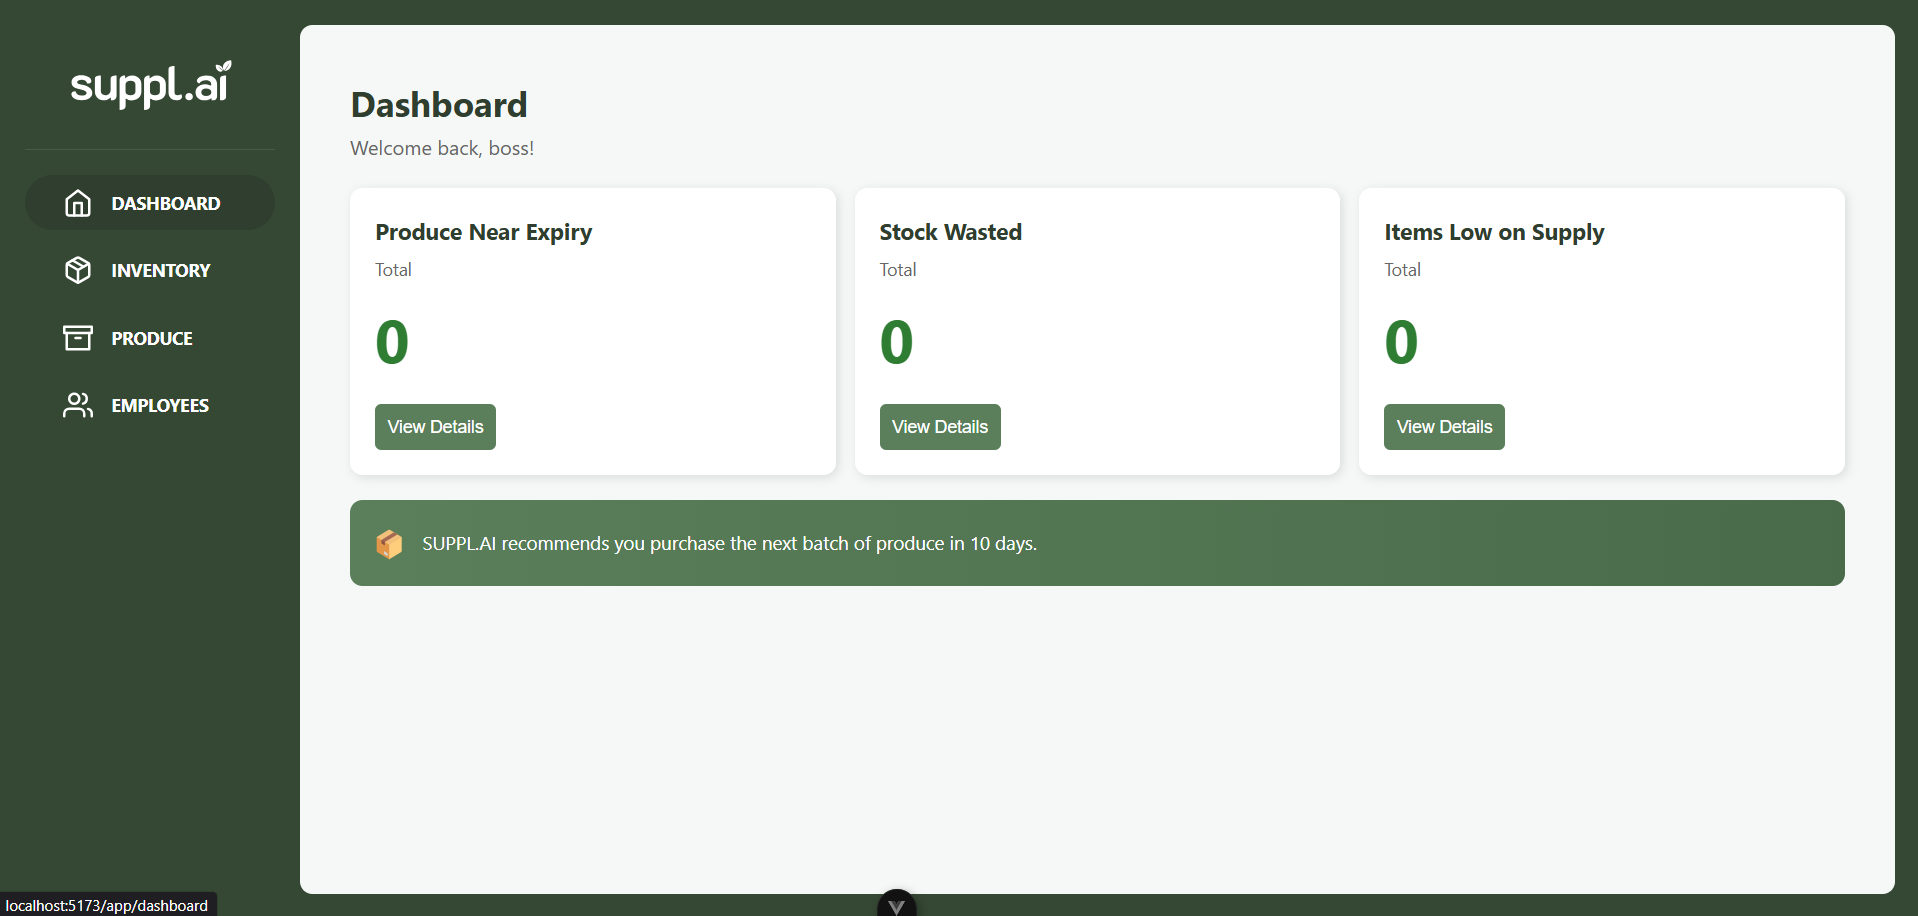 suppl.ai
DASHBOARD
INVENTORY
PRODUCE
EMPLOYEES
Dashboard
Welcome back, boss!
Produce Near Expiry
Total
0
View Details
Stock Wasted
Total
0
View Details
Items Low on Supply
Total
0
View Details
SUPPL.AI recommends you purchase the next batch of produce in 10 days.
localhost:5173/app/dashboard